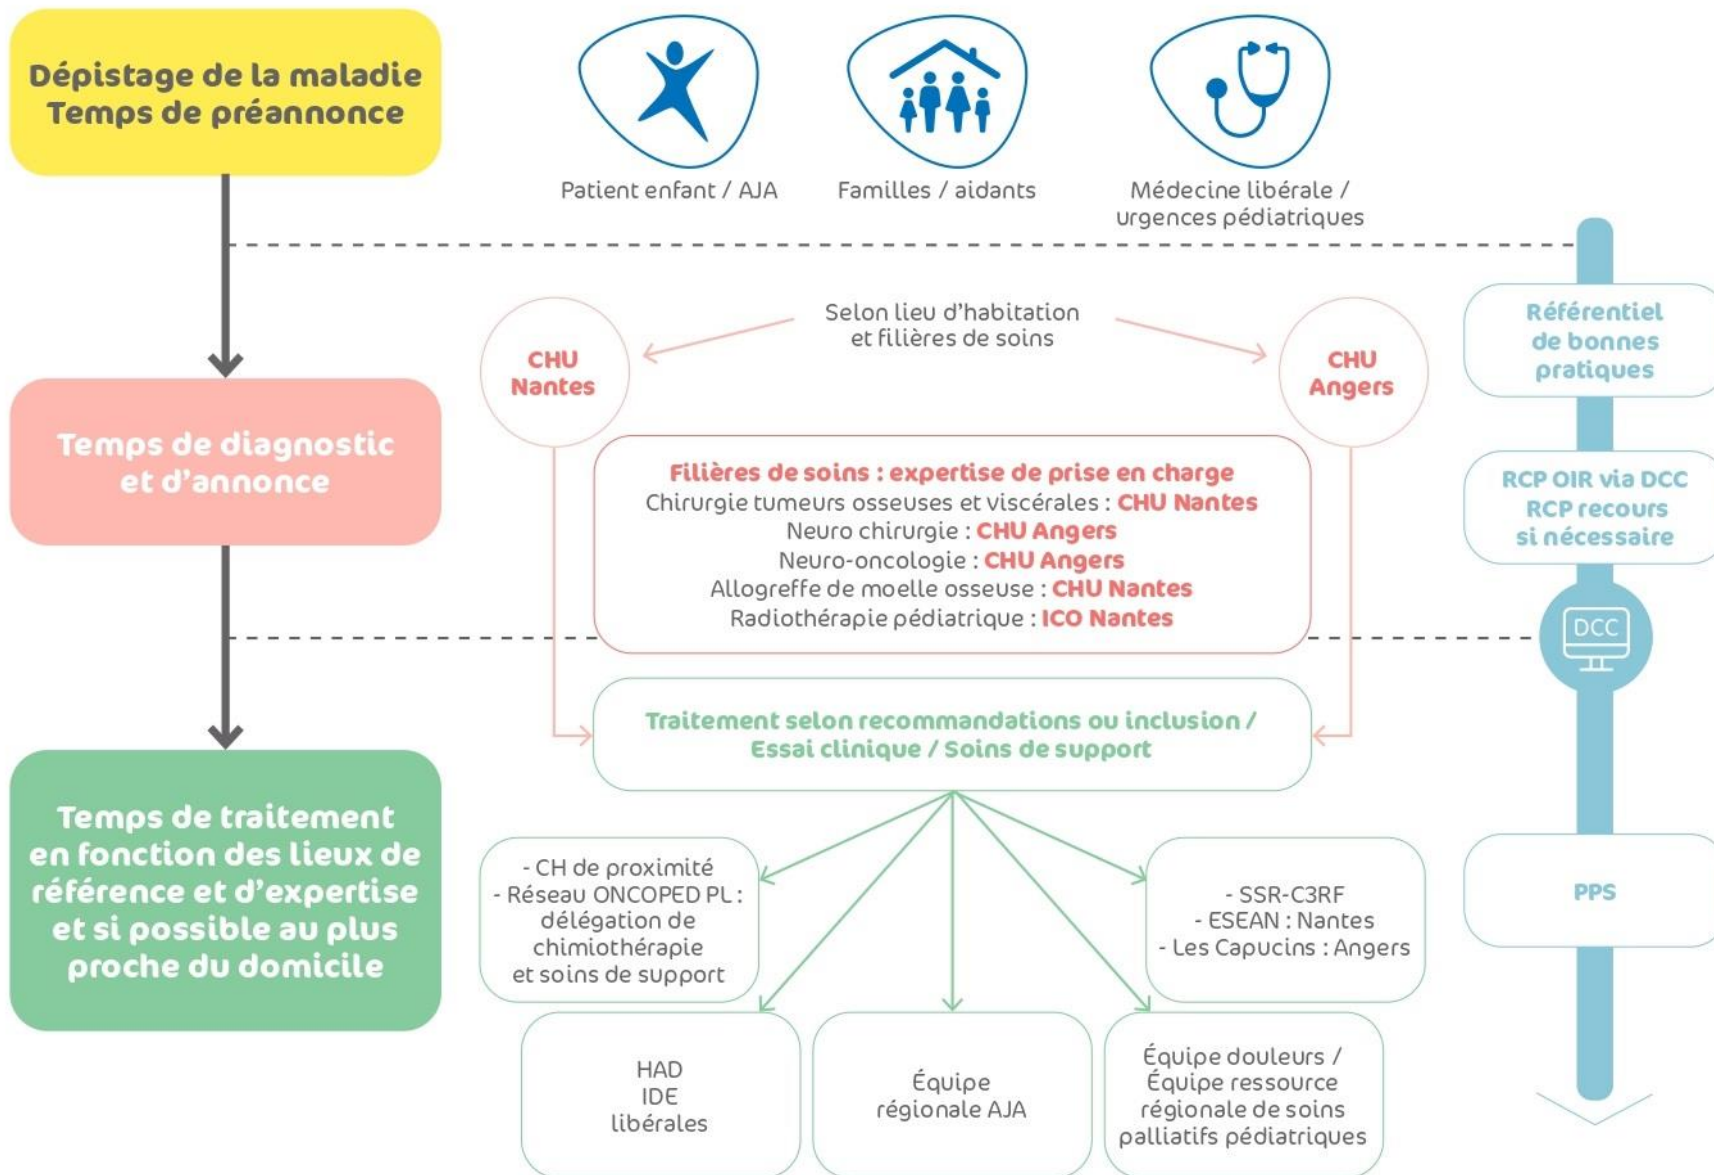 Dépistage de la maladie
Temps de préannonce
Patient enfant / AJA
Familles / aidants
Médecine libérale /
urgences pédiatriques
Selon lieu d'habitation
et filières de soins
CHU
Nantes
CHU
Angers
Référentiel
de bonnes
pratiques
Temps de diagnostic
et d'annonce
Filières de soins : expertise de prise en charge
Chirurgie tumeurs osseuses et viscérales : CHU Nantes
Neuro chirurgie : CHU Angers
Neuro-oncologie : CHU Angers
Allogreffe de moelle osseuse : CHU Nantes
Radiothérapie pédiatrique : ICO Nantes
RCP OIR via DCC
RCP recours
si nécessaire
DCC
Traitement selon recommandations ou inclusion /
Essai clinique / Soins de support
Temps de traitement
en fonction des lieux de
référence et d'expertise
et si possible au plus
proche du domicile
- CH de proximité
- Réseau ONCOPED PL :
délégation de
chimiothérapie
et soins de support
- SSR-C3RF
- ESEAN : Nantes
- Les Capucins : Angers
PPS
HAD
IDE
libérales
Équipe
régionale AJA
Équipe douleurs /
Équipe ressource
régionale de soins
palliatifs pédiatriques